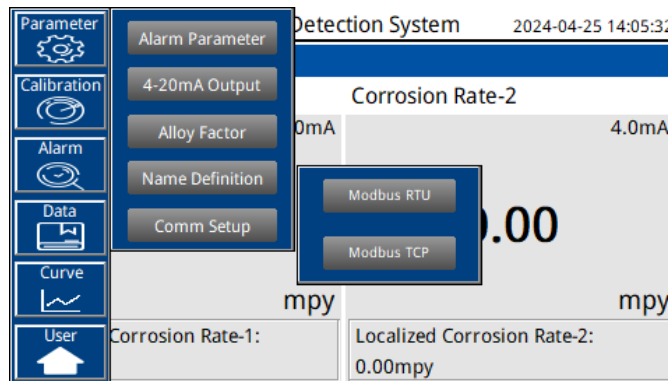 Parameter
Calibration
Alarm
Data
Curve
User
Alarm Parameter
4-20mA Output
Alloy Factor
Name Definition
Comm Setup
Modbus RTU
Modbus TCP
Detection System 2024-04-25 14:05:32
Corrosion Rate-2
0mA
4.0mA
.00
mpy
mpy
Corrosion Rate-1:
Localized Corrosion Rate-2:
0.00mpy